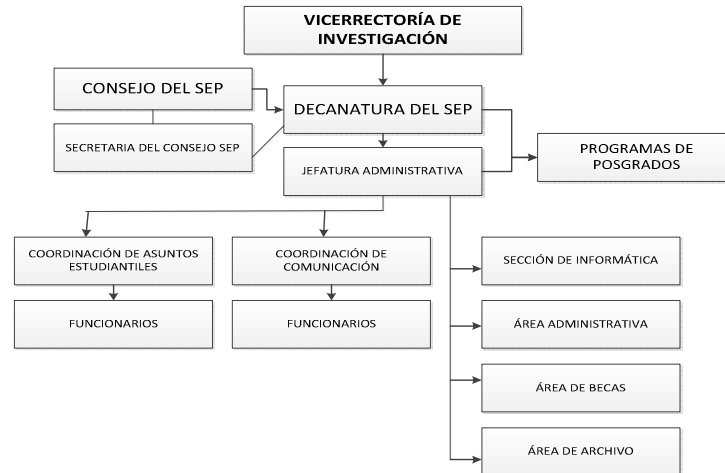 VICERRECTORÍA DE
INVESTIGACIÓN
CONSEJO DEL SEP
DECANATURA DEL SEP
SECRETARIA DEL CONSEJO SEP
PROGRAMAS DE
POSGRADOS
JEFATURA ADMINISTRATIVA
COORDINACIÓN DE ASUNTOS
ESTUDIANTILES
COORDINACIÓN DE
COMUNICACIÓN
SECCIÓN DE INFORMÁTICA
FUNCIONARIOS
FUNCIONARIOS
ÁREA ADMINISTRATIVA
ÁREA DE BECAS
ÁREA DE ARCHIVO